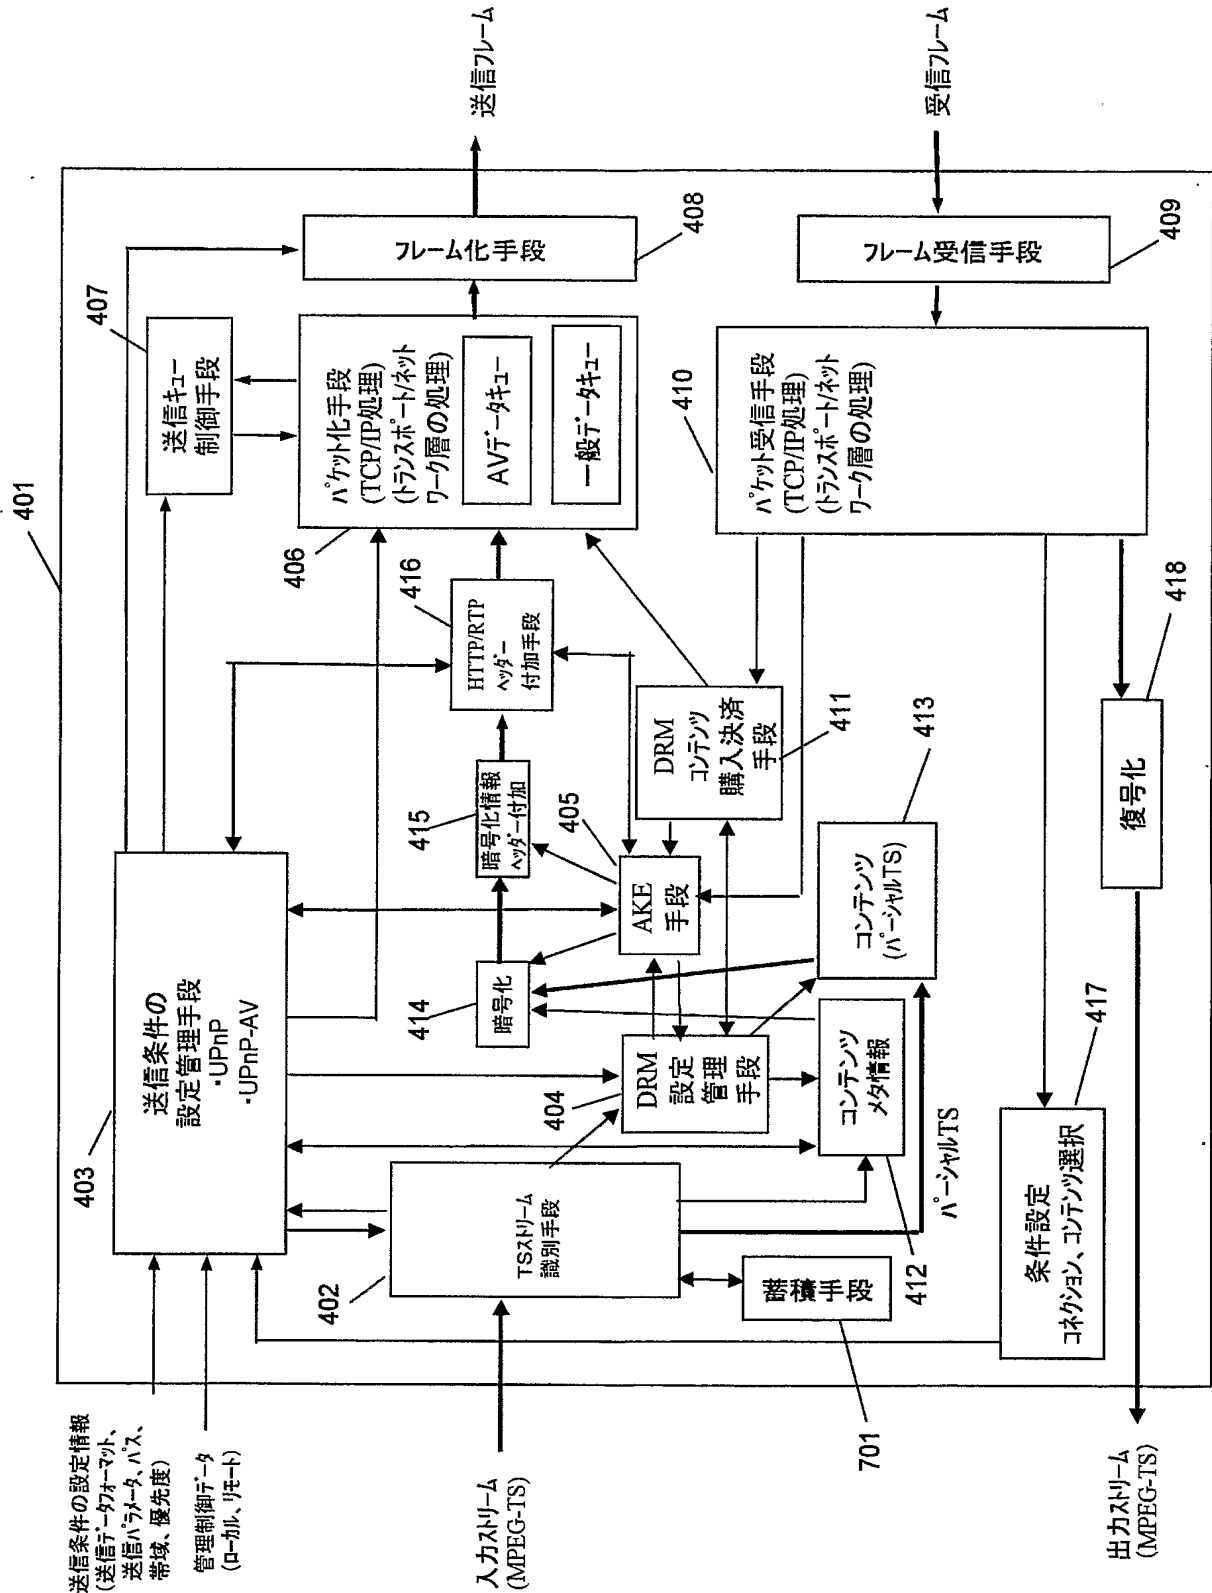 401
送信条件の設定情報
(送信データフォーマット、
送信パラメータ、パス、
帯域、優先度)
管理制御データ
(ローカル、リモート)
403
送信条件の
設定管理手段
・UPnP
・UPnP-AV
407
送信キュー
制御手段
フレーム化手段
408
送信フレーム
入力ストリーム
(MPEG-TS)
402
TSストリーム
識別手段
404
DRM
設定
管理
手段
414
暗号化
415
暗号化情報
ヘッダー付加
405
AKE
手段
416
HTTP/RTP
ヘッダー
付加手段
406
パケット化手段
(TCP/IP処理)
(トランスポート/ネット
ワーク層の処理)
AVデータキュー
一般データキュー
701
蓄積手段
412
コンテンツ
メタ情報
パーシャルTS
413
コンテンツ
(パーシャルTS)
411
DRM
コンテンツ
購入決済
手段
410
パケット受信手段
(TCP/IP処理)
(トランスポート/ネット
ワーク層の処理)
フレーム受信手段
409
受信フレーム
417
条件設定
コネクション、コンテンツ選択
418
復号化
出力ストリーム
(MPEG-TS)